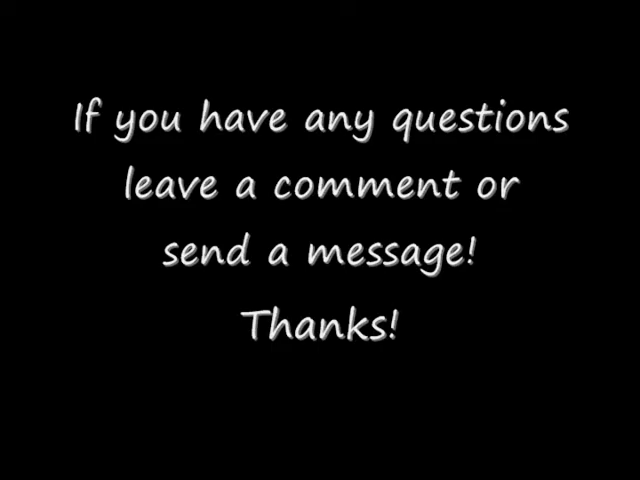 If you have any questions
leave a comment or
send a message!
Thanks!